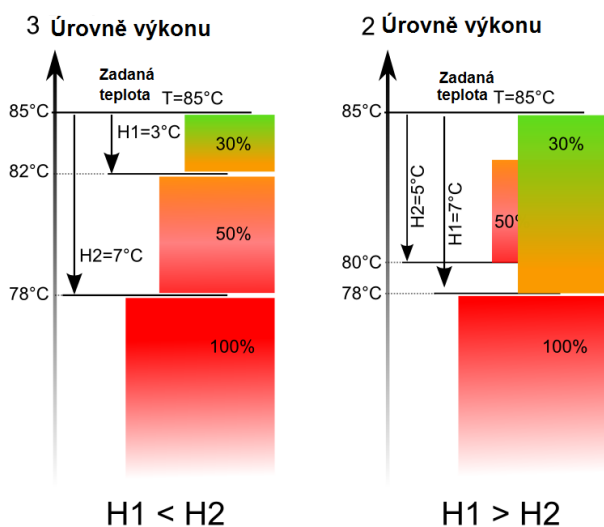 3 Úrovně výkonu
Zadaná
teplota T=85°C
85°C
H1=3°C
30%
82°C
50%
H2=7°C
78°C
100%
H1 < H2
2 Úrovně výkonu
Zadaná
teplota
T=85°C
85°C
30%
H2=5°C
H1=7°C
50%
80°C
78°C
100%
H1 > H2